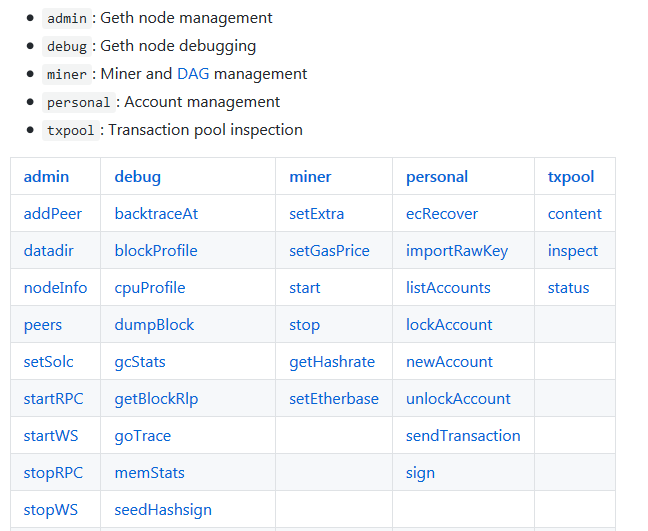 admin: Geth node management
debug: Geth node debugging
miner: Miner and DAG management
personal: Account management
txpool: Transaction pool inspection
admin debug miner personal txpool
addPeer backtraceAt setExtra ecRecover content
datadir blockProfile setGasPrice importRawKey inspect
nodeInfo cpuProfile start listAccounts status
peers dumpBlock stop lockAccount
setSolc gcStats getHashrate newAccount
startRPC getBlockRlp setEtherbase unlockAccount
startWS goTrace sendTransaction
stopRPC memStats sign
stopWS seedHashsign